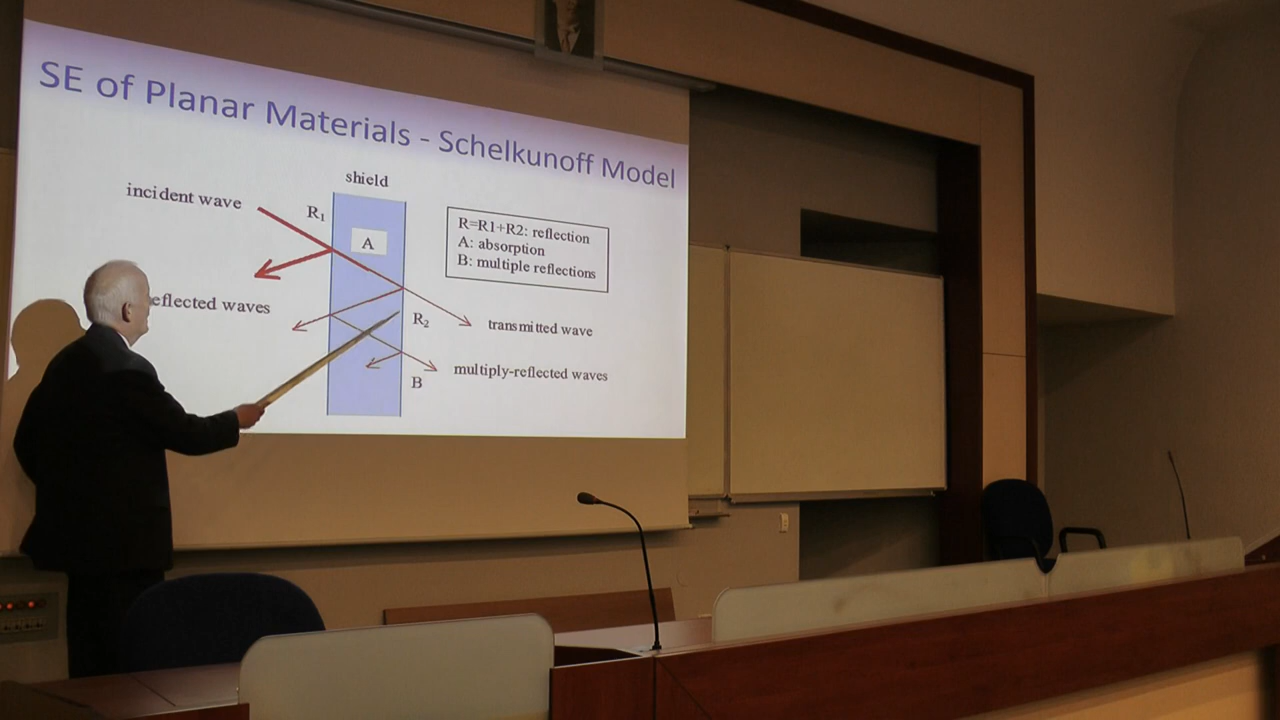 SE of Planar Materials - Schelkunoff Model
shield
incident wave
R1
A
R=R1+R2: reflection
A: absorption
B: multiple reflections
eflected waves
R2
transmitted wave
multiply-reflected waves
B